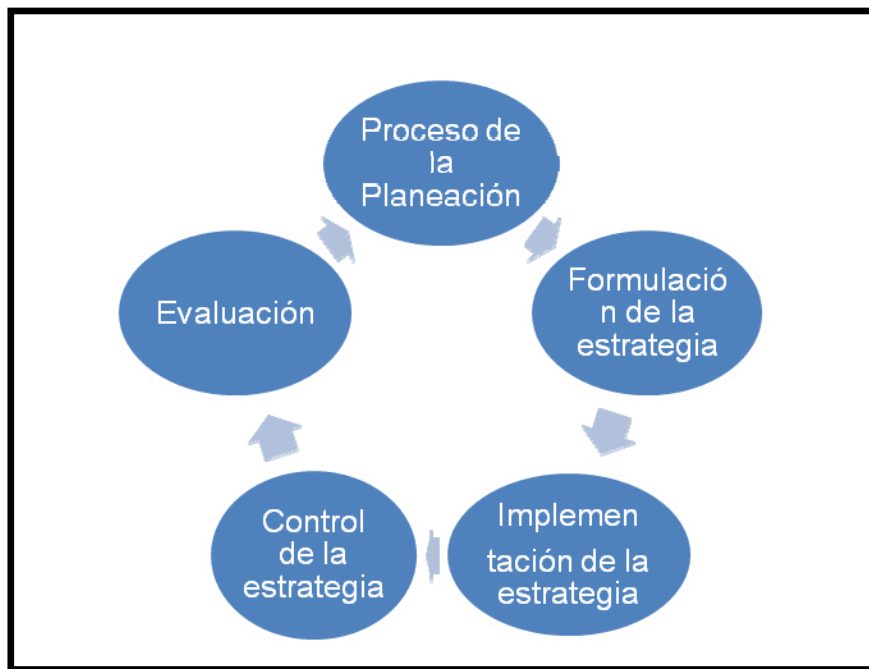 Proceso de
la
Planeación
Formulació
n de la
estrategia
Implemen
tación de la
estrategia
Control
de la
estrategia
Evaluación